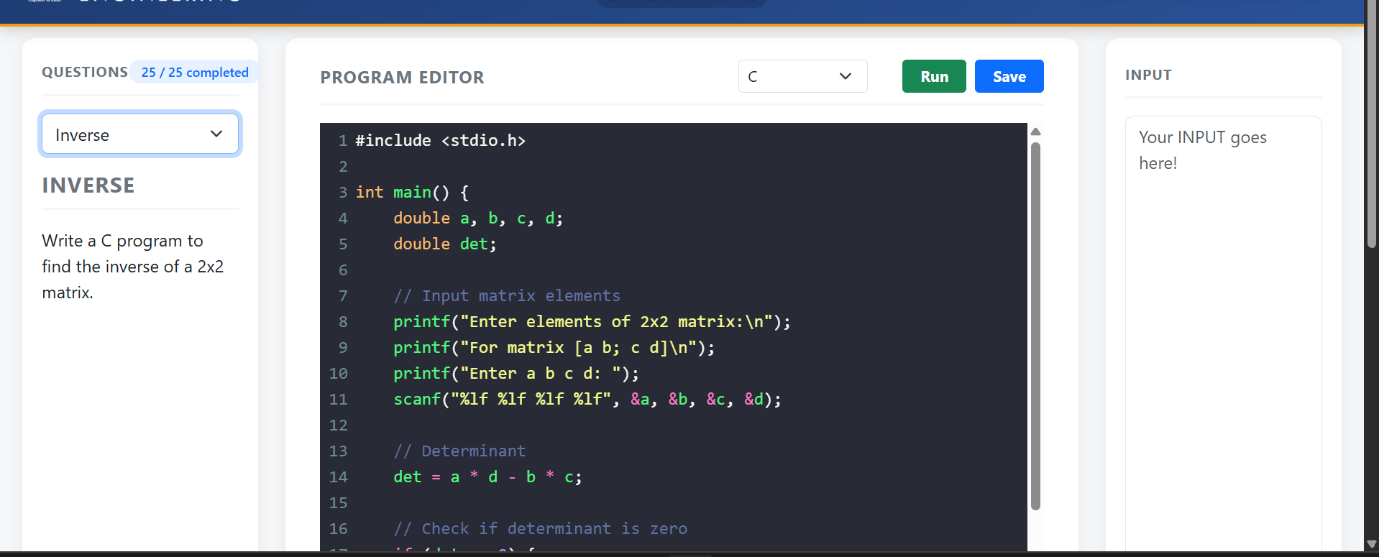 QUESTIONS 25 / 25 completed
Inverse
INVERSE
Write a C program to
find the inverse of a 2x2
matrix.
PROGRAM EDITOR
C
Run
Save
1 #include <stdio.h>
2
3 int main() {
4     double a, b, c, d;
5     double det;
6
7     // Input matrix elements
8     printf("Enter elements of 2x2 matrix:\n");
9     printf("For matrix [a b; c d]\n");
10     printf("Enter a b c d: ");
11     scanf("%lf %lf %lf %lf", &a, &b, &c, &d);
12
13     // Determinant
14     det = a * d - b * c;
15
16     // Check if determinant is zero
INPUT
Your INPUT goes
here!